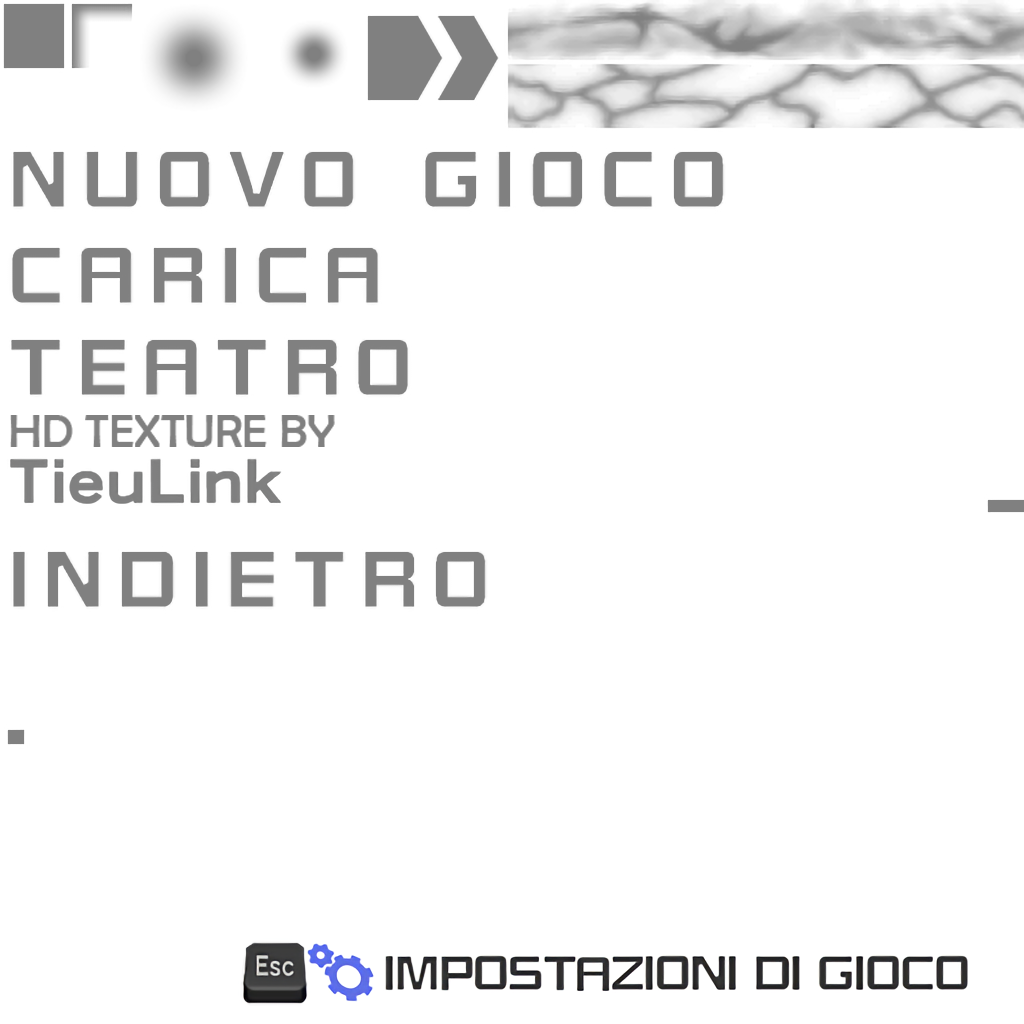 NUOVO GIOCO
CARICA
TEATRO
HD TEXTURE BY
TieuLink
INDIETRO
Esc IMPOSTAZIONI DI GIOCO